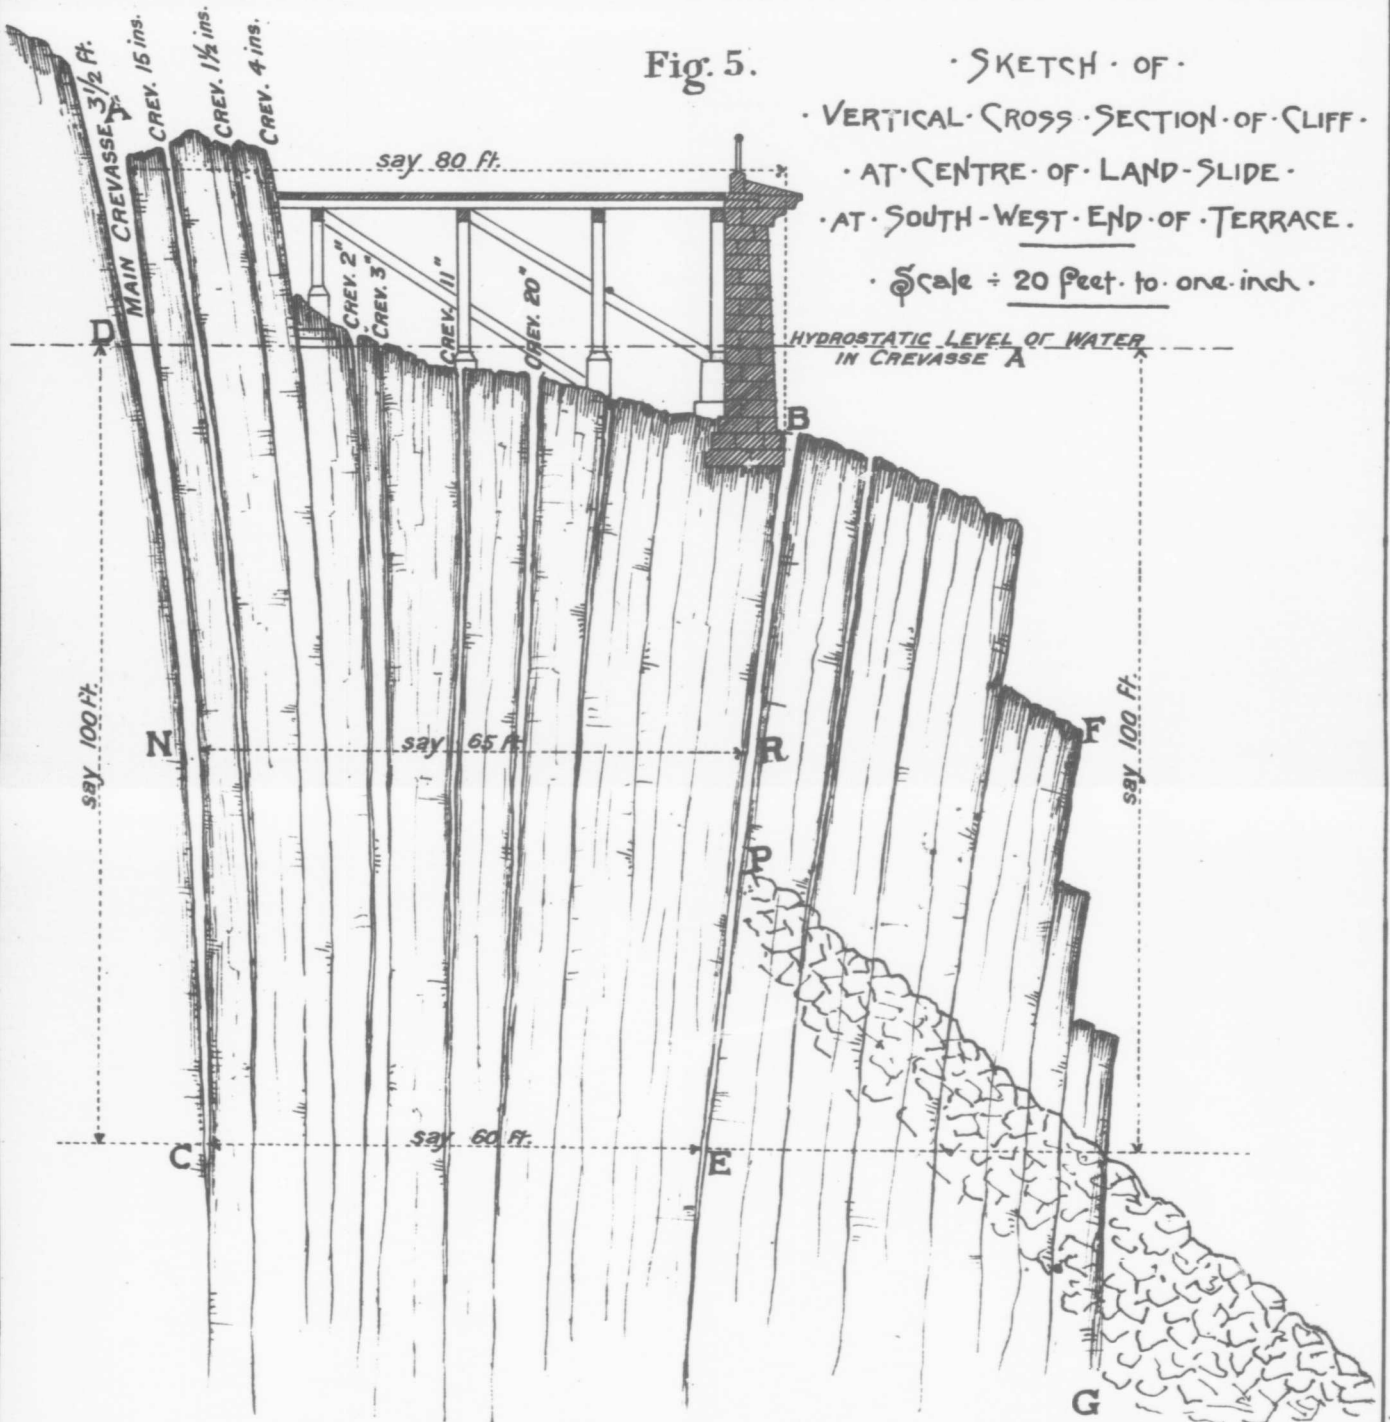 Fig. 5.
· SKETCH · OF ·
· VERTICAL · CROSS · SECTION · OF · CLIFF ·
· AT · CENTRE · OF · LAND-SLIDE ·
· AT · SOUTH-WEST · END · OF · TERRACE .
· Scale ÷ 20 feet to one inch ·
A
MAIN CREVASSE 3½ ft.
CREV. 15 ins.
CREV. 1½ ins.
CREV. 4 ins.
say 80 ft.
CREV. 2"
CREV. 3"
CREV. 11"
CREV. 20"
D
HYDROSTATIC LEVEL OF WATER
IN CREVASSE A
B
say 100 ft.
N
say 65 ft
R
F
say 100 ft.
P
C
say 60 ft.
E
G